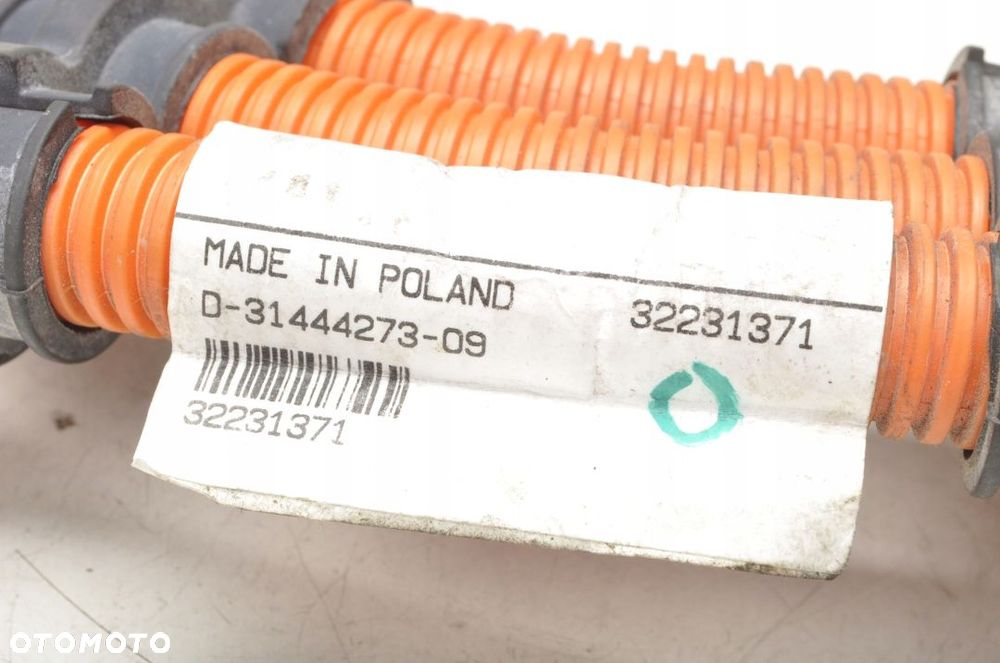 MADE IN POLAND
D-31444273-09
32231371
32231371
OTOMOTO